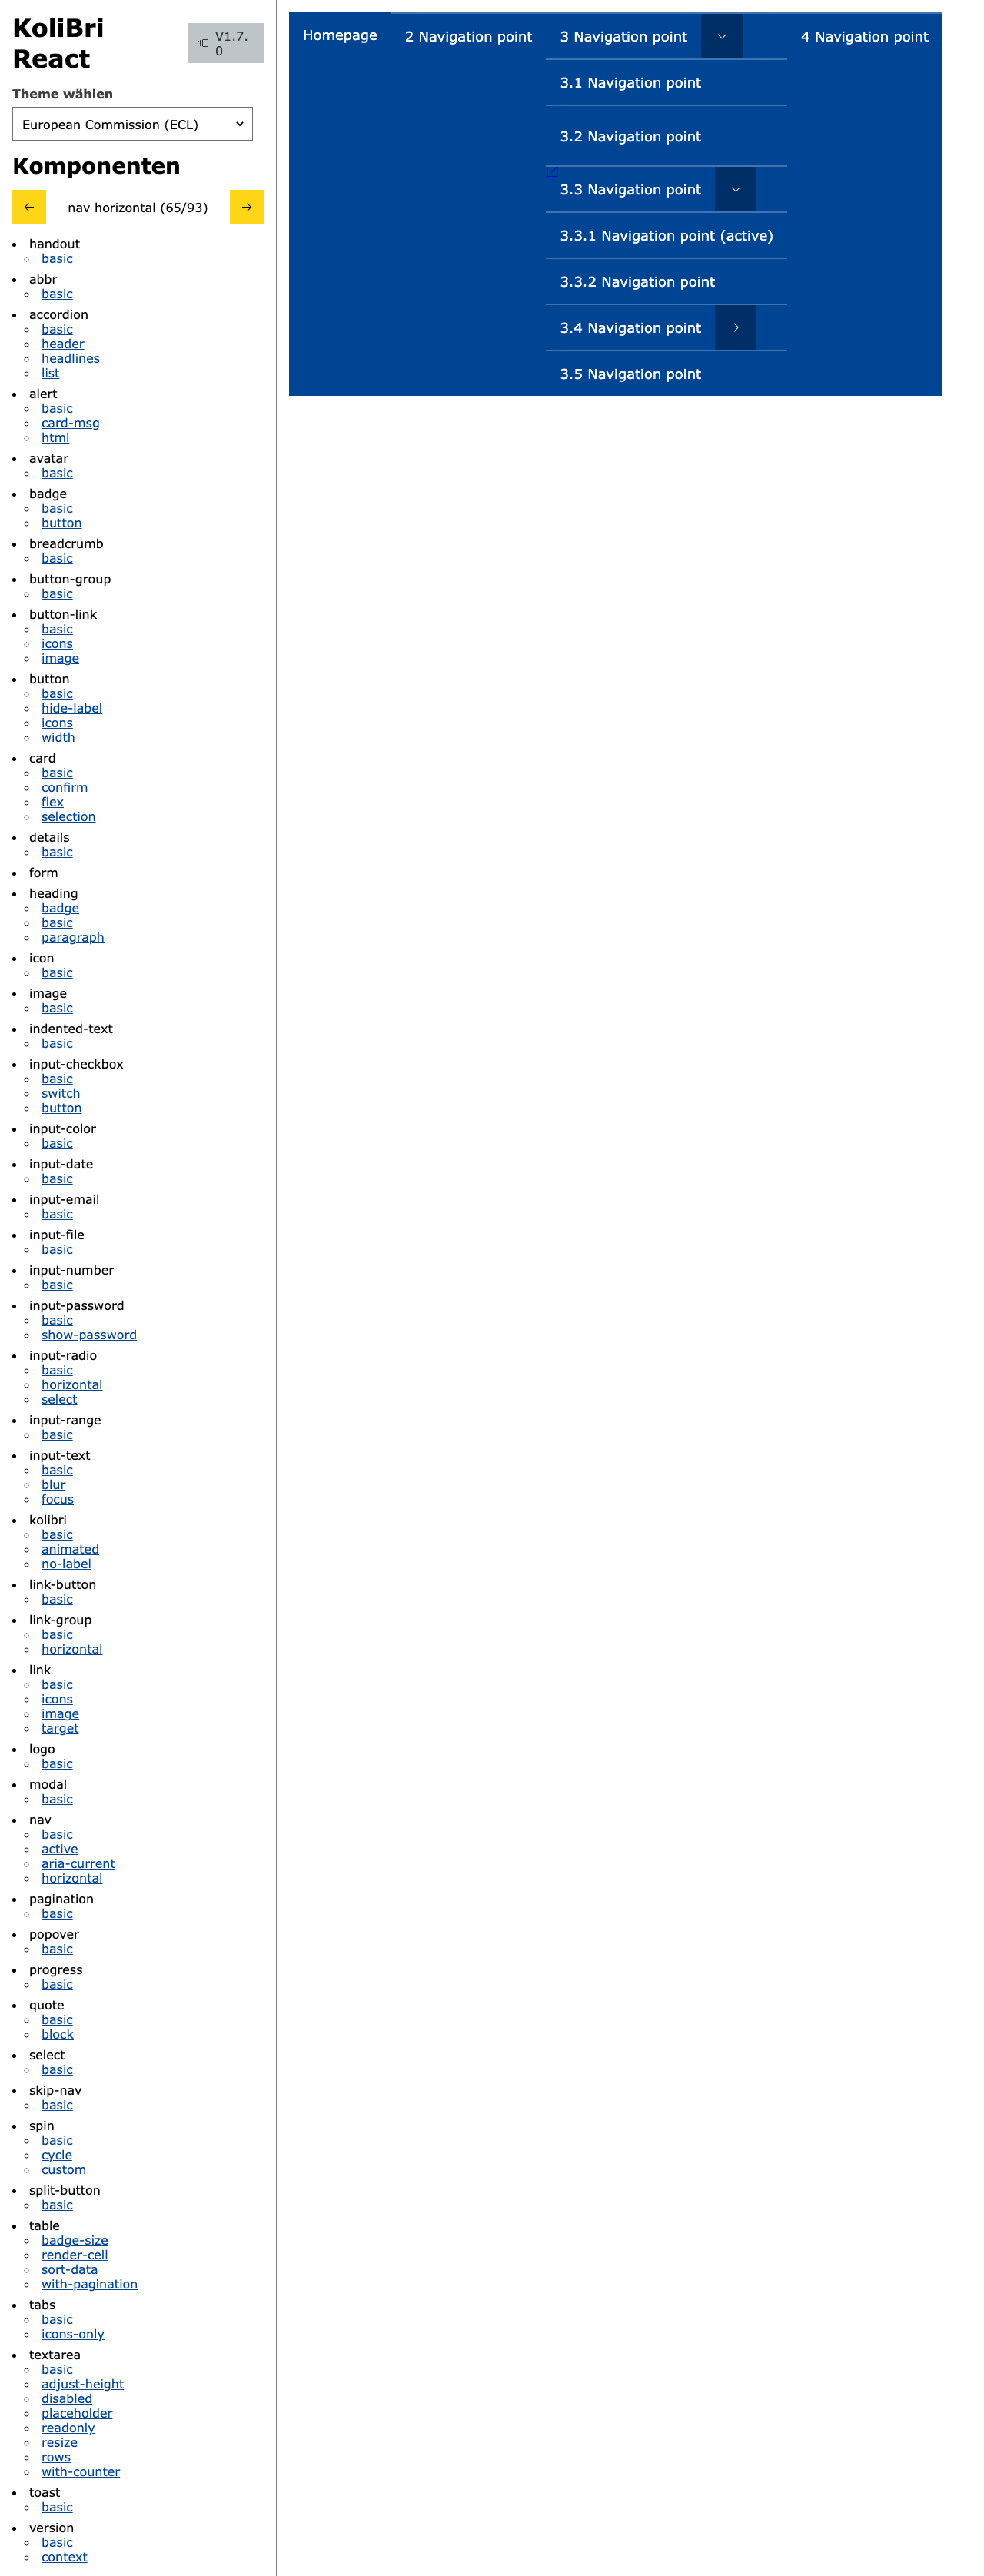 KoliBri
React
V1.7.
0
Theme wählen
European Commission (ECL)
Komponenten
nav horizontal (65/93)
handout
basic
abbr
basic
accordion
basic
header
headlines
list
alert
basic
card-msg
html
avatar
basic
badge
basic
button
breadcrumb
basic
button-group
basic
button-link
basic
icons
image
button
basic
hide-label
icons
width
card
basic
confirm
flex
selection
details
basic
form
heading
badge
basic
paragraph
icon
basic
image
basic
indented-text
basic
input-checkbox
basic
switch
button
input-color
basic
input-date
basic
input-email
basic
input-file
basic
input-number
basic
input-password
basic
show-password
input-radio
basic
horizontal
select
input-range
basic
input-text
basic
blur
focus
kolibri
basic
animated
no-label
link-button
basic
link-group
basic
horizontal
link
basic
icons
image
target
logo
basic
modal
basic
nav
basic
active
aria-current
horizontal
pagination
basic
popover
basic
progress
basic
quote
basic
block
select
basic
skip-nav
basic
spin
basic
cycle
custom
split-button
basic
table
badge-size
render-cell
sort-data
with-pagination
tabs
basic
icons-only
textarea
basic
adjust-height
disabled
placeholder
readonly
resize
rows
with-counter
toast
basic
version
basic
context
Homepage
2 Navigation point
3 Navigation point
3.1 Navigation point
3.2 Navigation point
3.3 Navigation point
3.3.1 Navigation point (active)
3.3.2 Navigation point
3.4 Navigation point
3.5 Navigation point
4 Navigation point